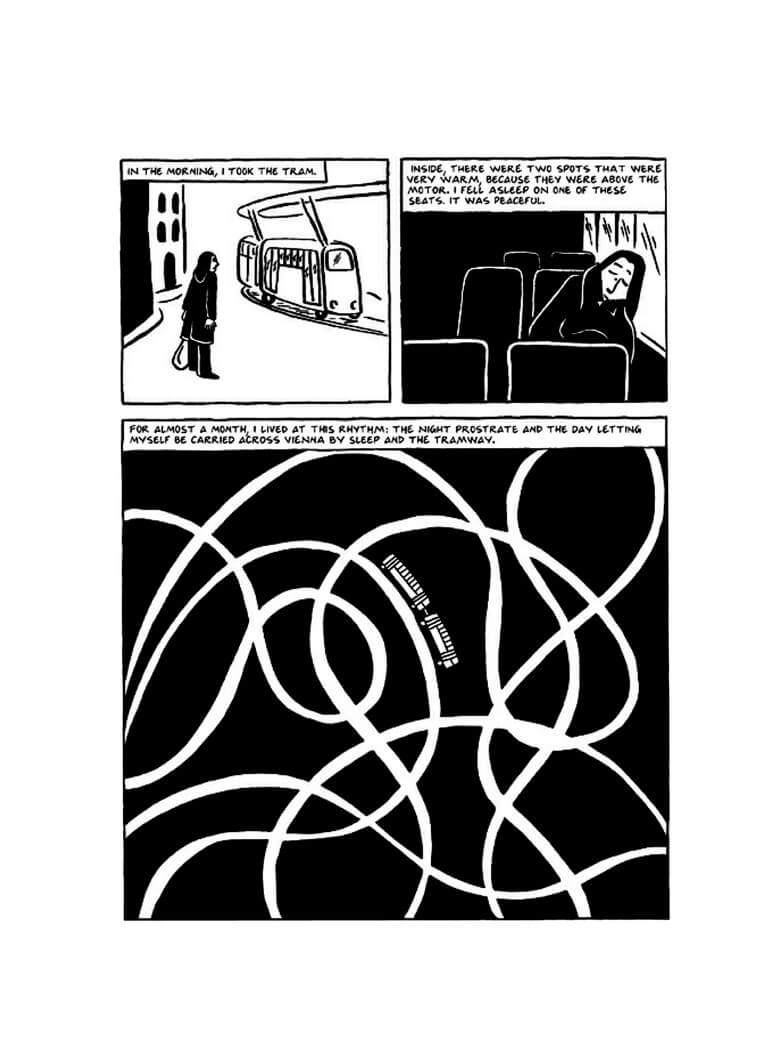 IN THE MORNING, I TOOK THE TRAM.
INSIDE, THERE WERE TWO SPOTS THAT WERE
VERY WARM, BECAUSE THEY WERE ABOVE THE
MOTOR. I FELL ASLEEP ON ONE OF THESE
SEATS. IT WAS PEACEFUL.
FOR ALMOST A MONTH, I LIVED AT THIS RHYTHM: THE NIGHT PROSTRATE AND THE DAY LETTING
MYSELF BE CARRIED ACROSS VIENNA BY SLEEP AND THE TRAMWAY.